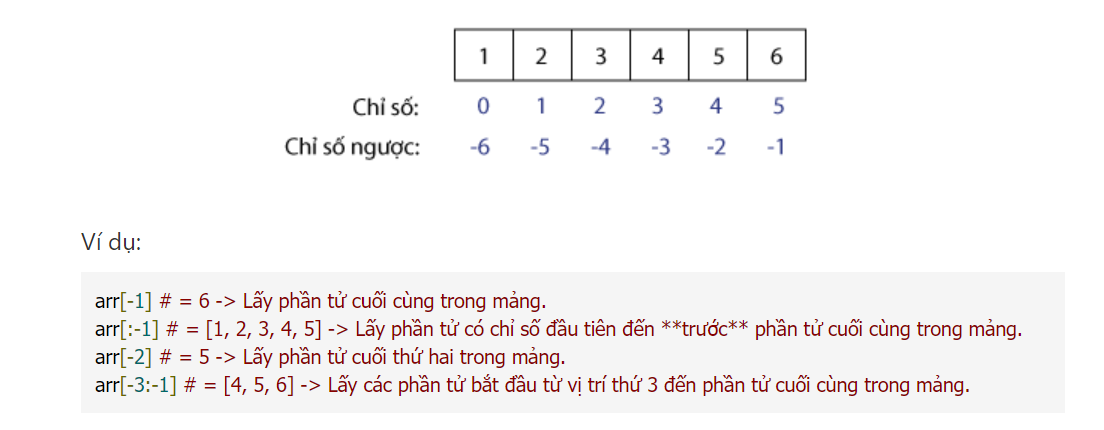 1 2 3 4 5 6
Chỉ số: 0 1 2 3 4 5
Chỉ số ngược: -6 -5 -4 -3 -2 -1
Ví dụ:
arr[-1] # = 6 -> Lấy phần tử cuối cùng trong mảng.
arr[:-1] # = [1, 2, 3, 4, 5] -> Lấy phần tử có chỉ số đầu tiên đến **trước** phần tử cuối cùng trong mảng.
arr[-2] # = 5 -> Lấy phần tử cuối thứ hai trong mảng.
arr[-3:-1] # = [4, 5, 6] -> Lấy các phần tử bắt đầu từ vị trí thứ 3 đến phần tử cuối cùng trong mảng.